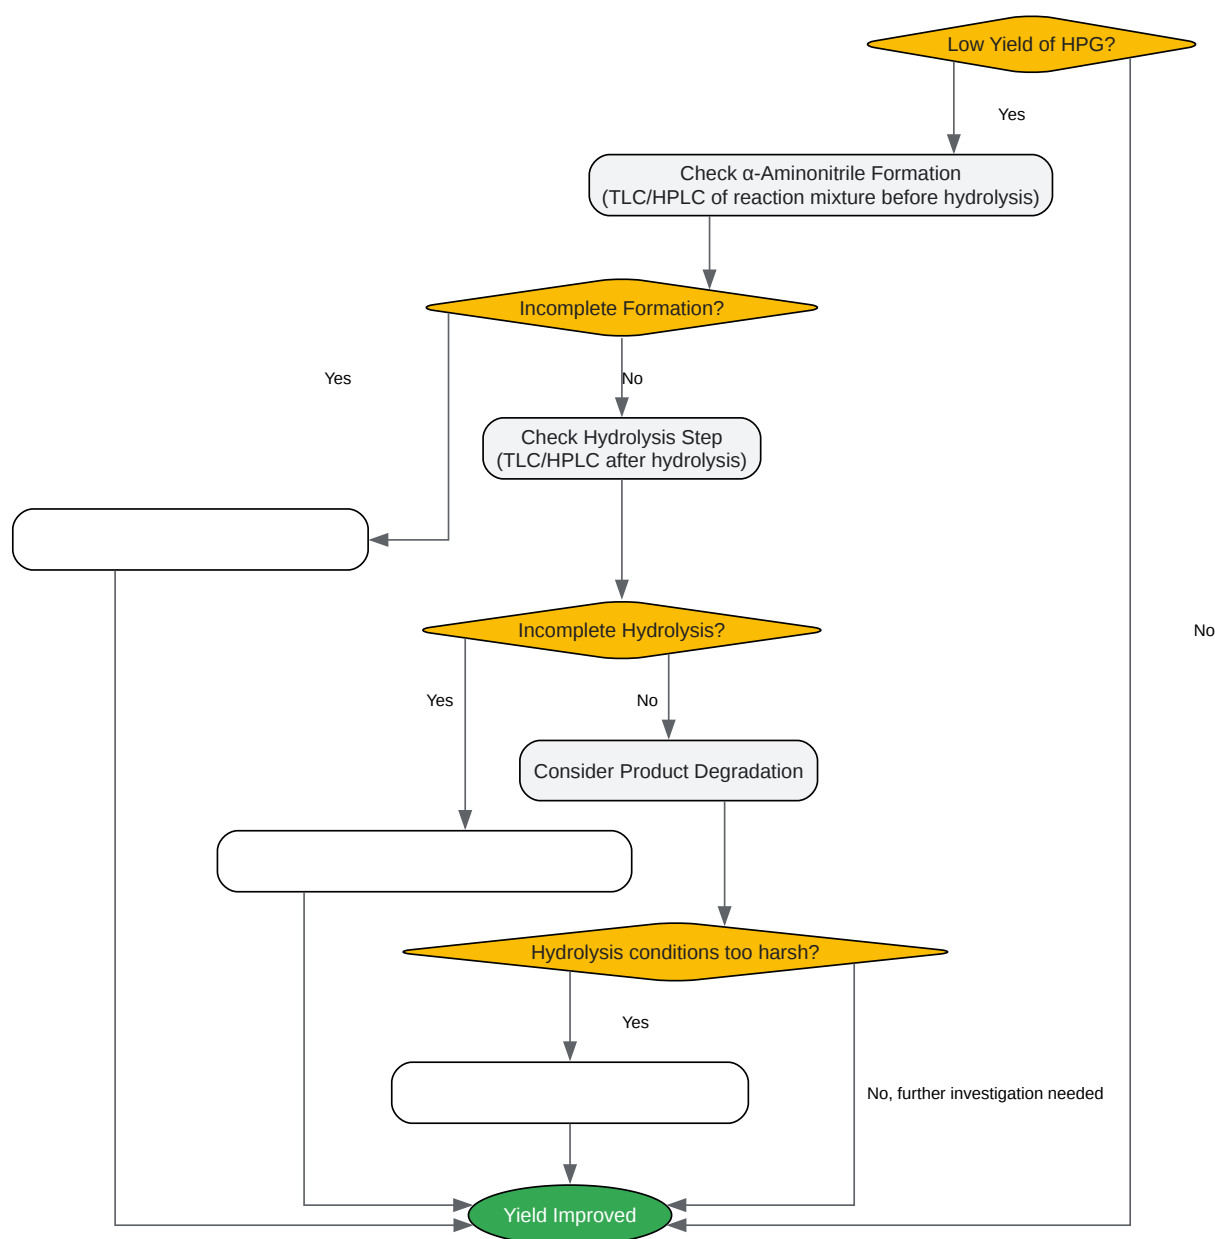 Low Yield of HPG?
Yes
Check α-Aminonitrile Formation
(TLC/HPLC of reaction mixture before hydrolysis)
Incomplete Formation?
Yes
No
Check Hydrolysis Step
(TLC/HPLC after hydrolysis)
Incomplete Hydrolysis?
No
Yes
No
Consider Product Degradation
Hydrolysis conditions too harsh?
Yes
No, further investigation needed
Yield Improved